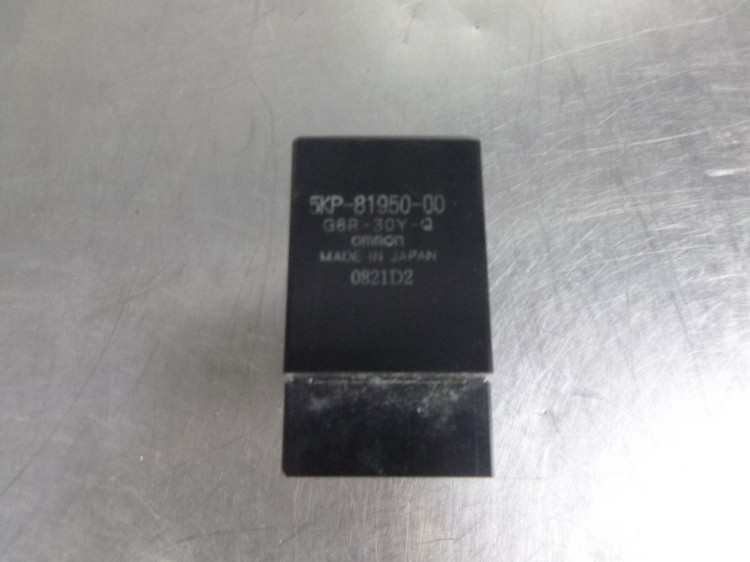 5KP-81950-00
G8R-30Y-Q
omron
MADE IN JAPAN
0821D2